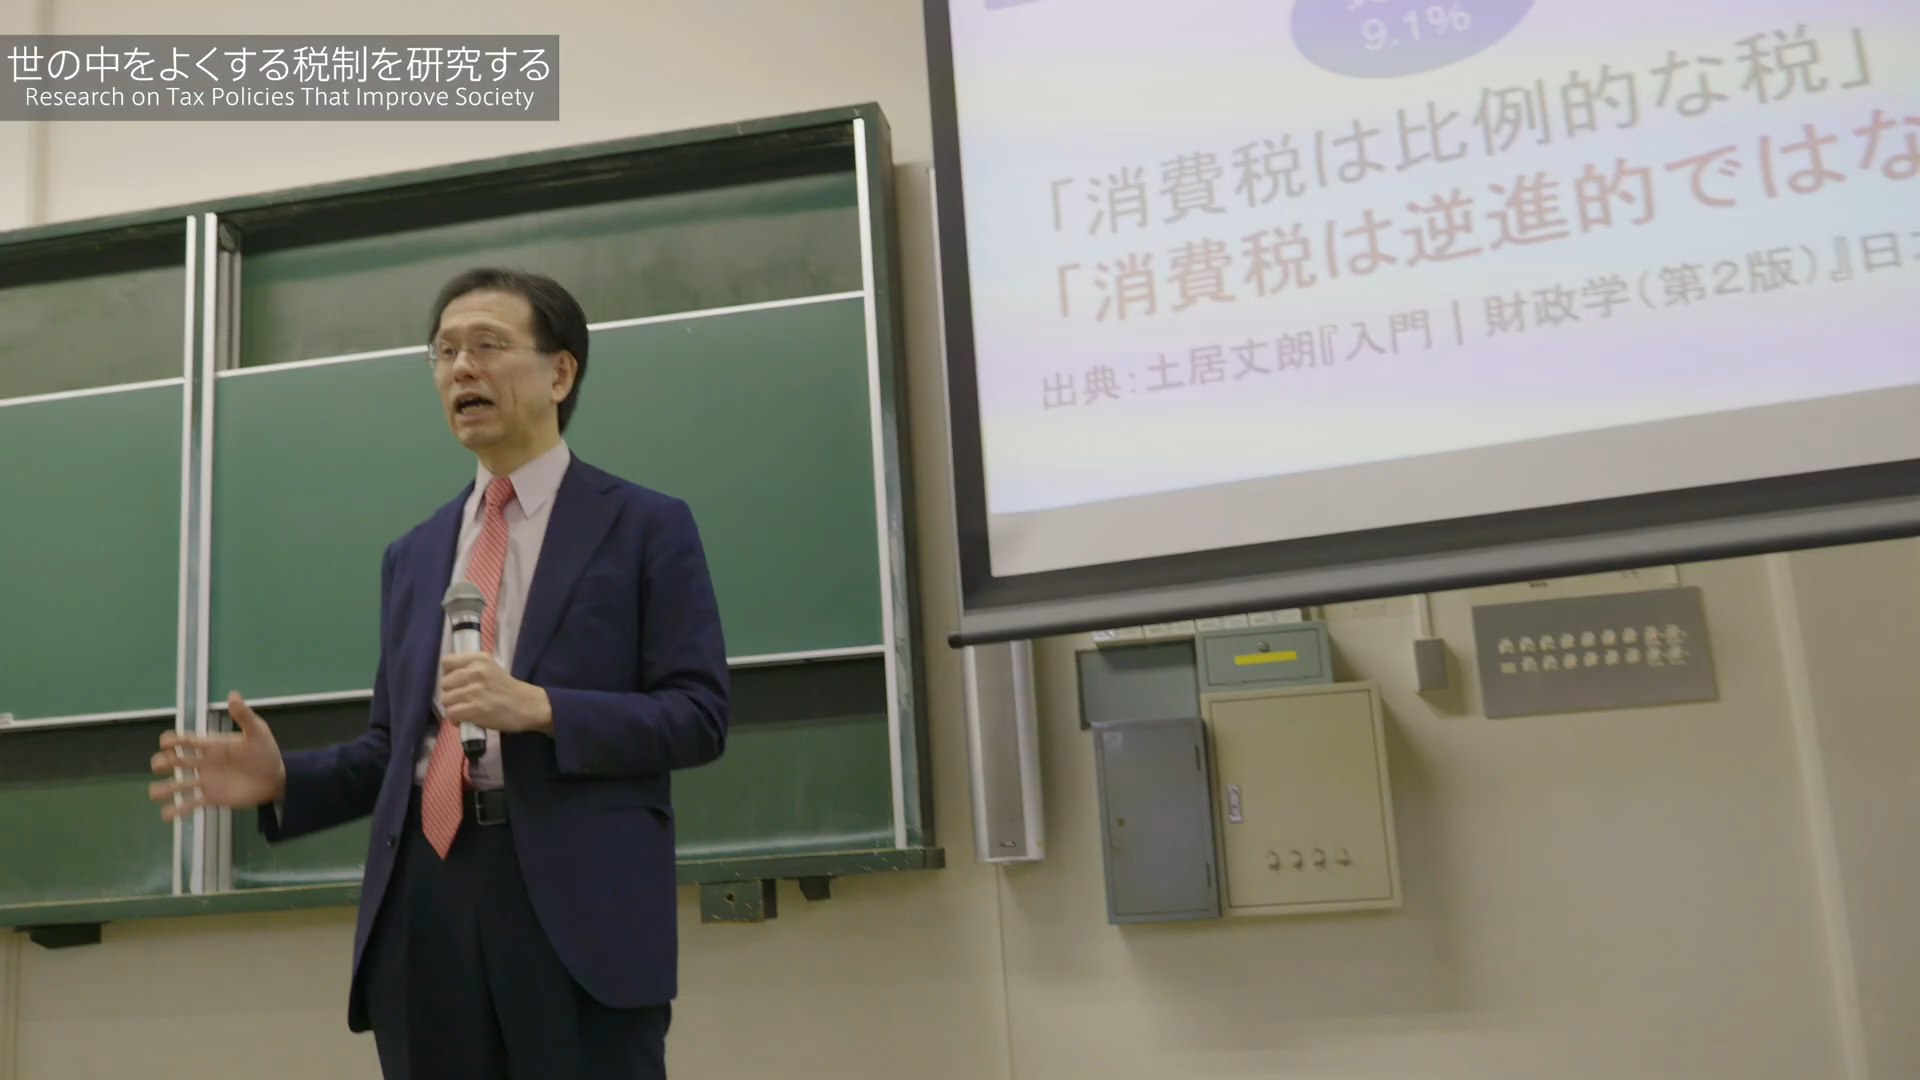 世の中をよくする税制を研究する
Research on Tax Policies That Improve Society
9.1%
「消費税は比例的な税」
「消費税は逆進的ではな
出典:土居丈朗『入門｜財政学(第2版)』日